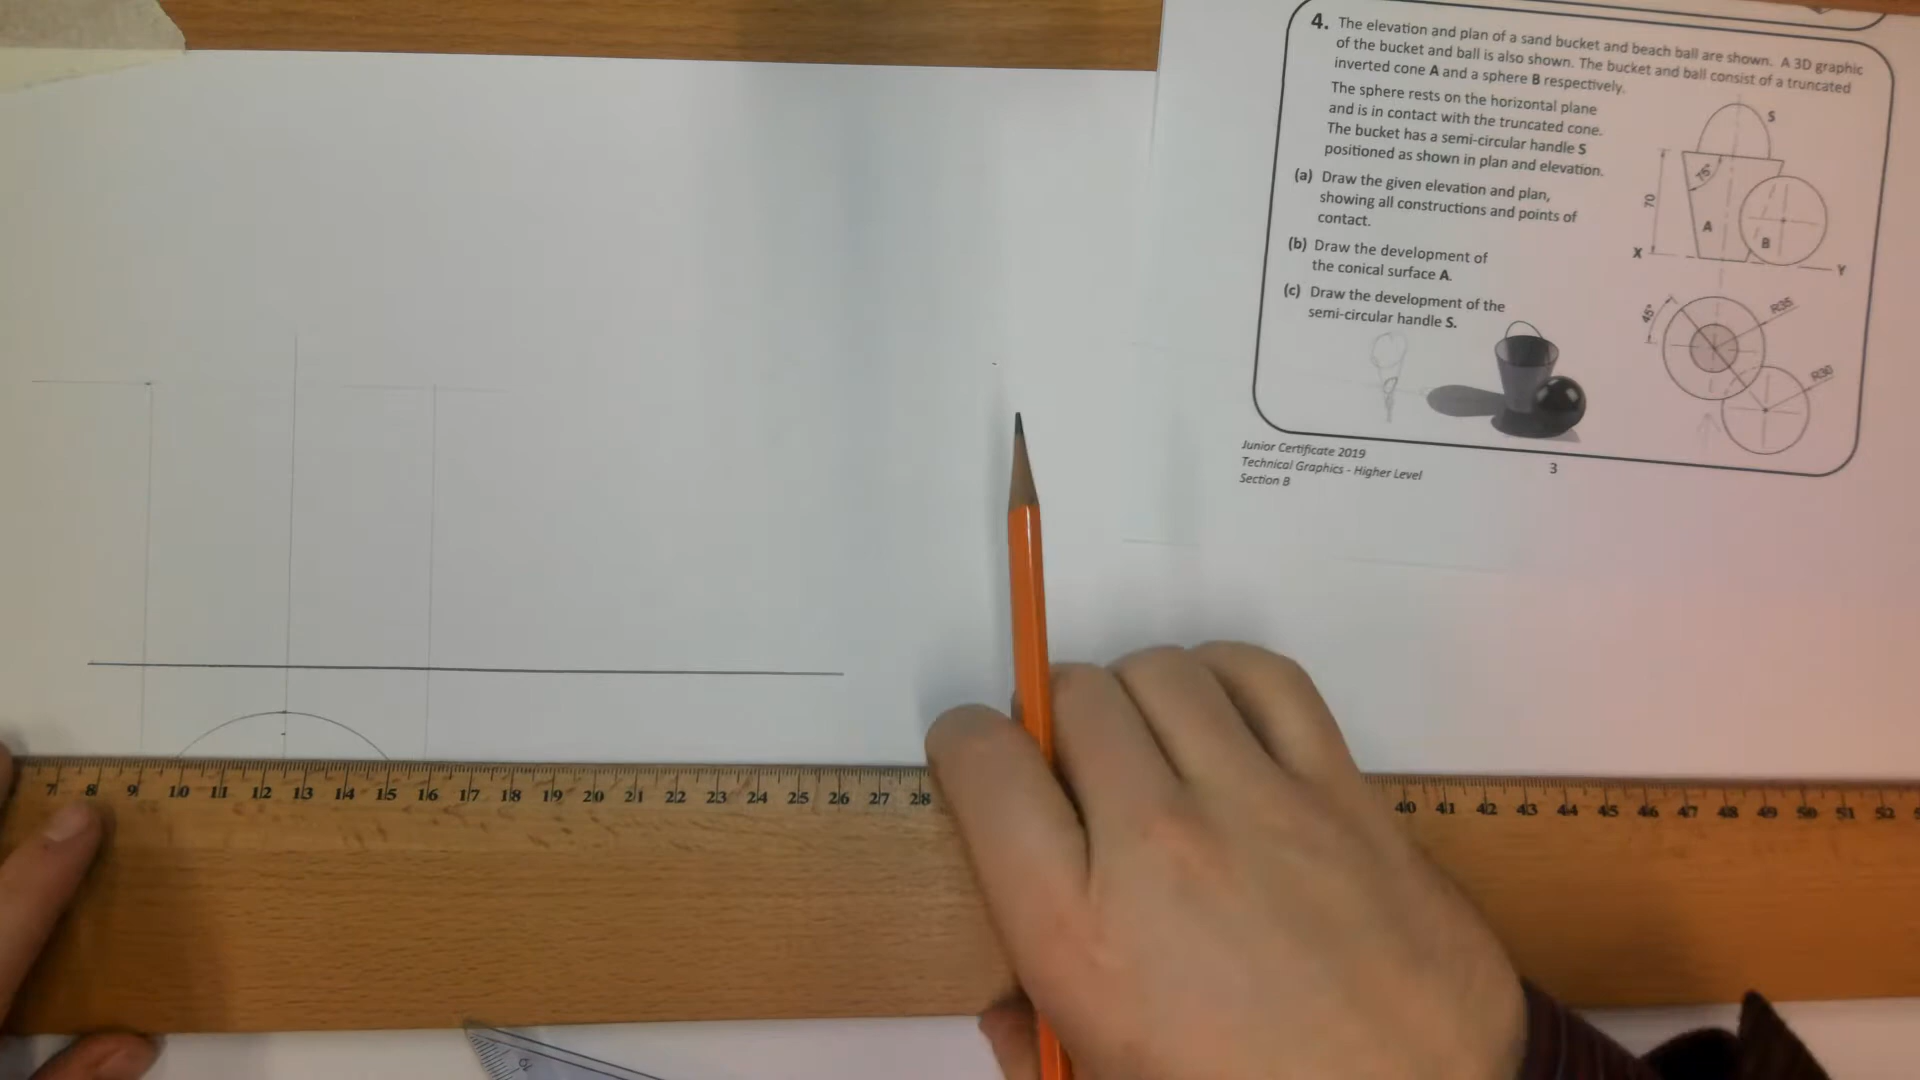 4. The elevation and plan of a sand bucket and beach ball are shown. A 3D graphic
of the bucket and ball is also shown. The bucket and ball consist of a truncated
inverted cone A and a sphere B respectively.
The sphere rests on the horizontal plane
and is in contact with the truncated cone.
The bucket has a semi-circular handle S
positioned as shown in plan and elevation.
(a) Draw the given elevation and plan,
showing all constructions and points of
contact.
(b) Draw the development of
the conical surface A.
(c) Draw the development of the
semi-circular handle S.
S
75°
70
A
B
X
Y
45°
R35
R30
Junior Certificate 2019
Technical Graphics - Higher Level
Section B
3
7 8 9 10 11 12 13 14 15 16 17 18 19 20 21 22 23 24 25 26 27 28 40 41 42 43 44 45 46 47 48 49 50 51 52